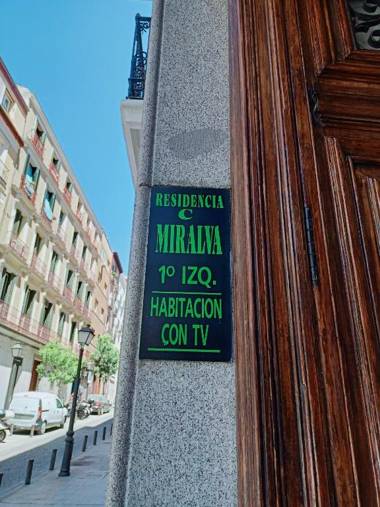 RESIDENCIA
C
MIRALVA
1º IZQ.
HABITACION
CON TV